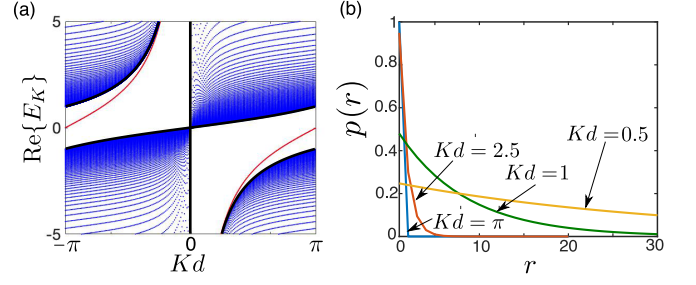 (a)
5
0
-5
Re{E_K}
−π
0
π
Kd
(b)
1
0.8
0.6
0.4
0.2
0
p(r)
Kd = 2.5
Kd = 0.5
Kd=1
Kd = π
0
10
20
30
r